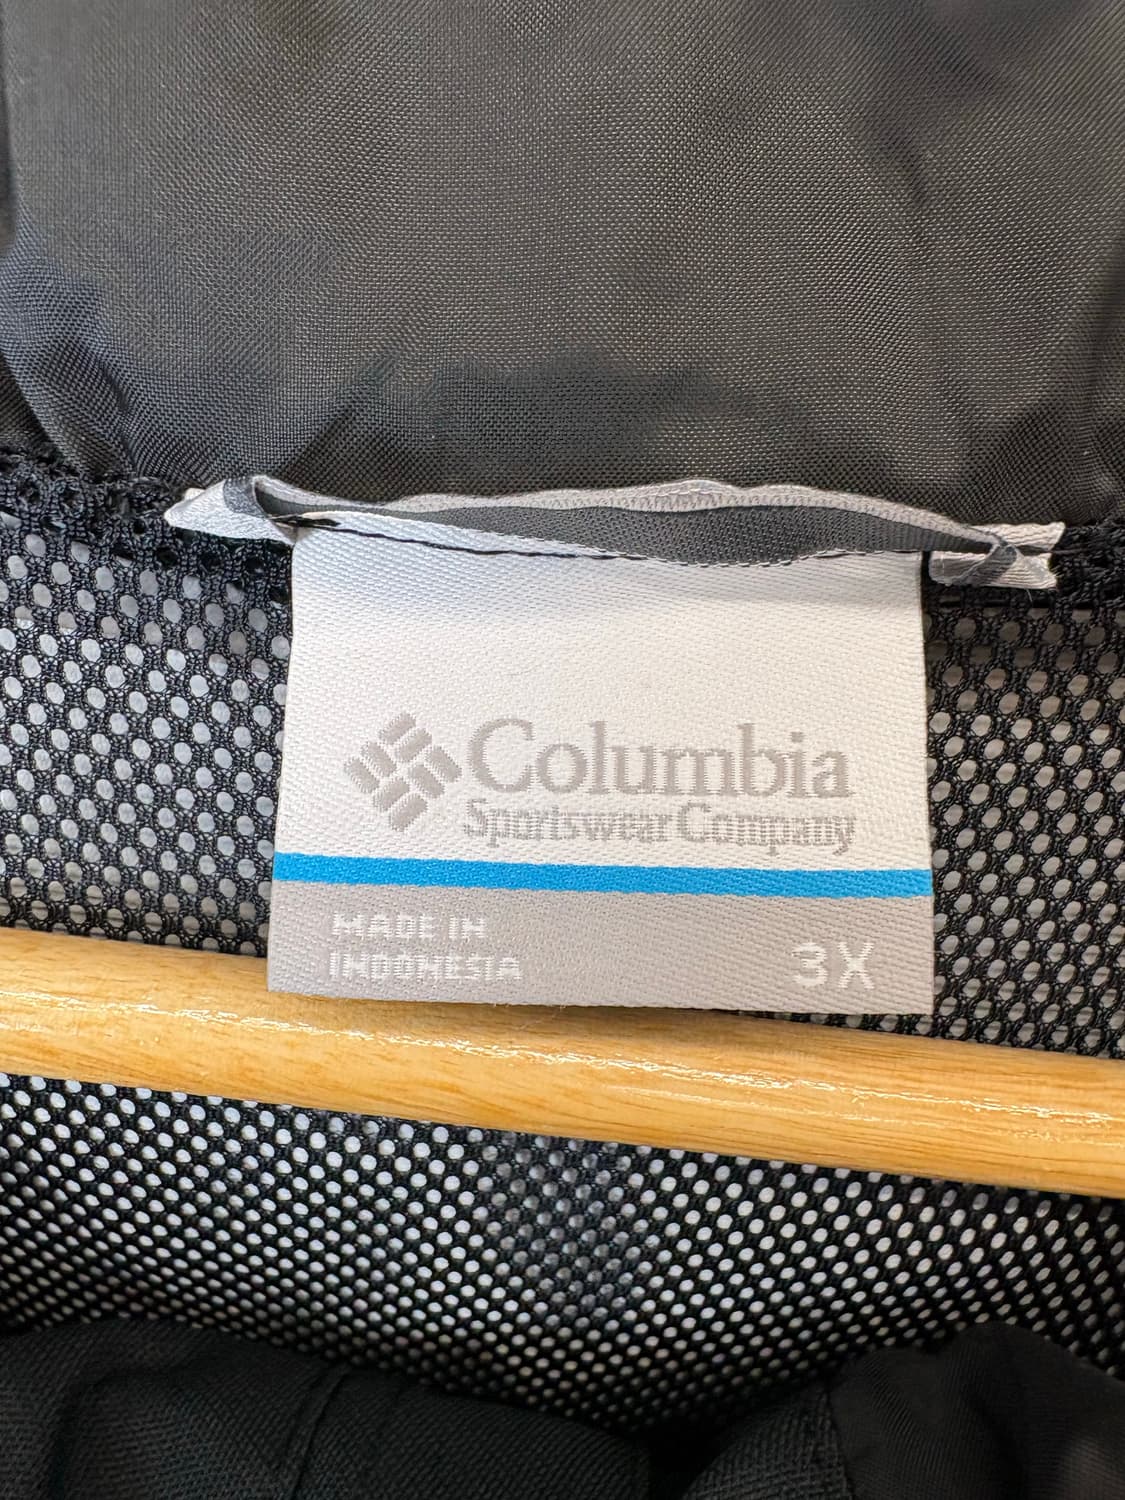 Columbia
Sportswear Company
MADE IN
INDONESIA
3X